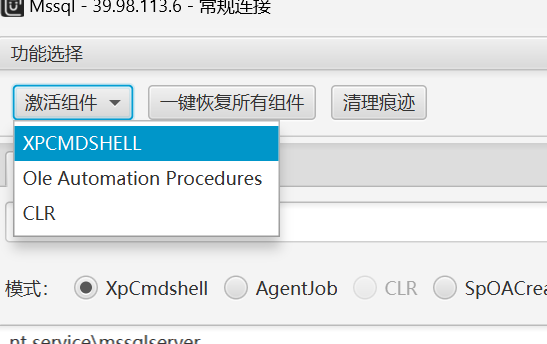 Mssql - 39.98.113.6 - 常规连接
功能选择
激活组件 一键恢复所有组件 清理痕迹
XPCMDSHELL
Ole Automation Procedures
CLR
模式： XpCmdshell AgentJob CLR SpOACrea
nt service\mssqlserver